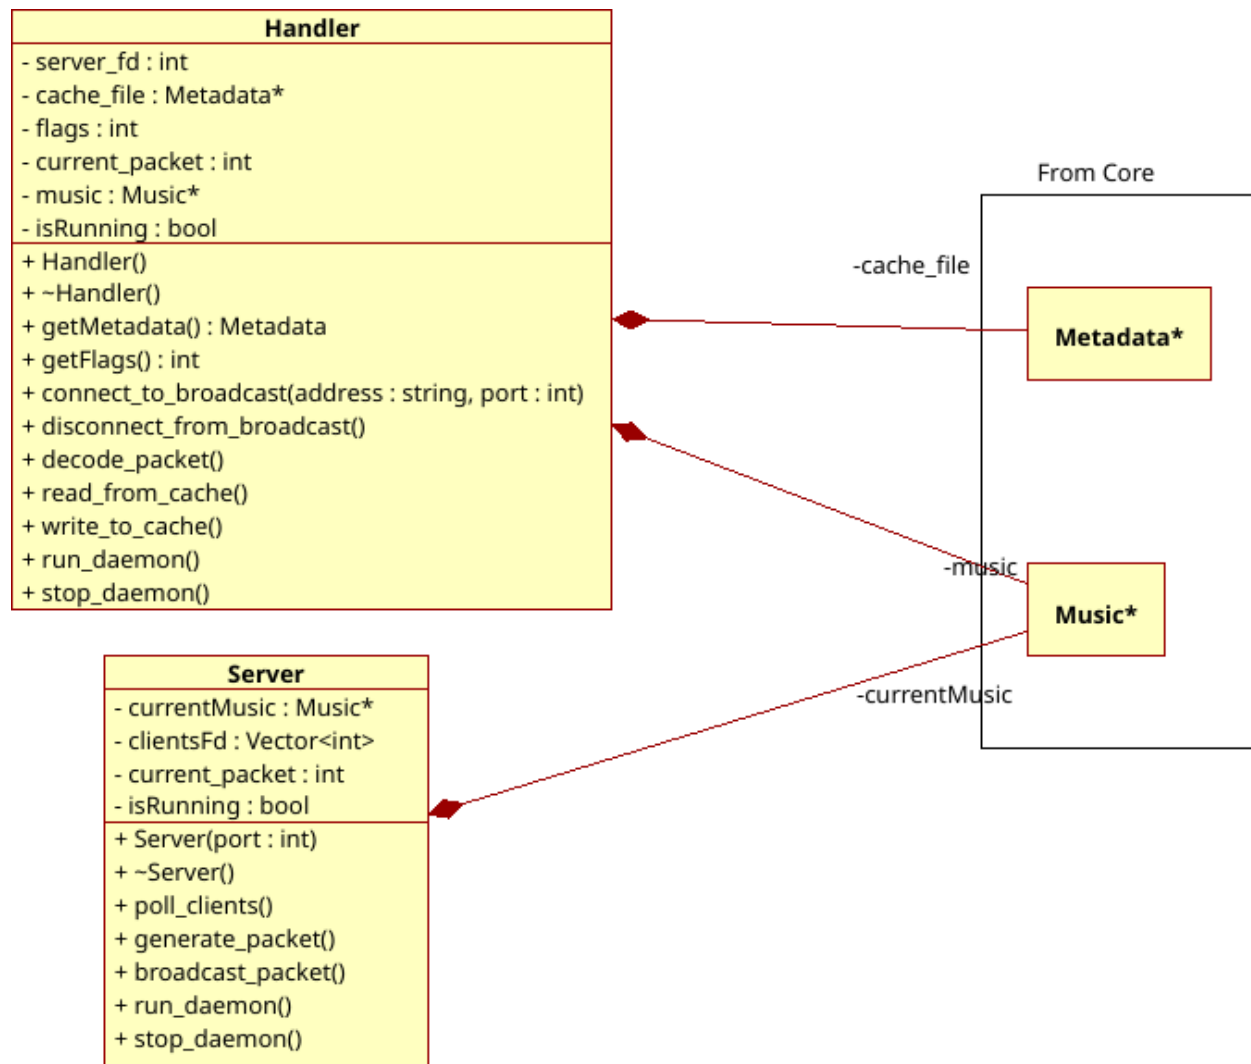 Handler
- server_fd : int
- cache_file : Metadata*
- flags : int
- current_packet : int
- music : Music*
- isRunning : bool
+ Handler()
+ ~Handler()
+ getMetadata() : Metadata
+ getFlags() : int
+ connect_to_broadcast(address : string, port : int)
+ disconnect_from_broadcast()
+ decode_packet()
+ read_from_cache()
+ write_to_cache()
+ run_daemon()
+ stop_daemon()
From Core
-cache_file
Metadata*
-music
Music*
-currentMusic
Server
- currentMusic : Music*
- clientsFd : Vector<int>
- current_packet : int
- isRunning : bool
+ Server(port : int)
+ ~Server()
+ poll_clients()
+ generate_packet()
+ broadcast_packet()
+ run_daemon()
+ stop_daemon()